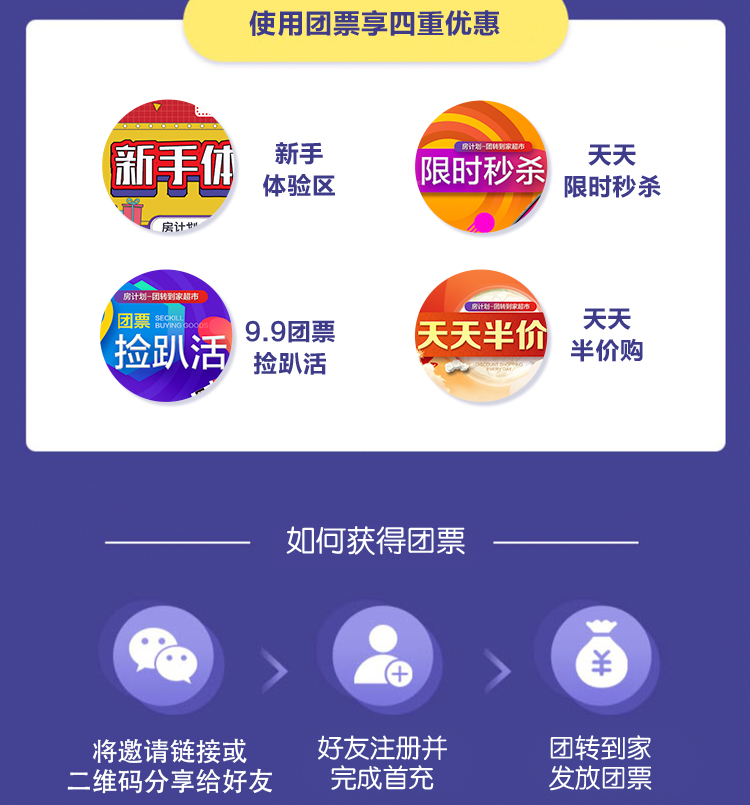 使用团票享四重优惠
新手体
房计划
新手
体验区
房计划-团转到家超市
限时秒杀
天天
限时秒杀
房计划-团转到家超市
团票
SECKILL
BUYING GOODS
捡趴活
9.9团票
捡趴活
房计划-团转到家超市
天天半价
DISCOUNT SHOPPING
EVERY DAY
天天
半价购
如何获得团票
将邀请链接或
二维码分享给好友
好友注册并
完成首充
¥
团转到家
发放团票